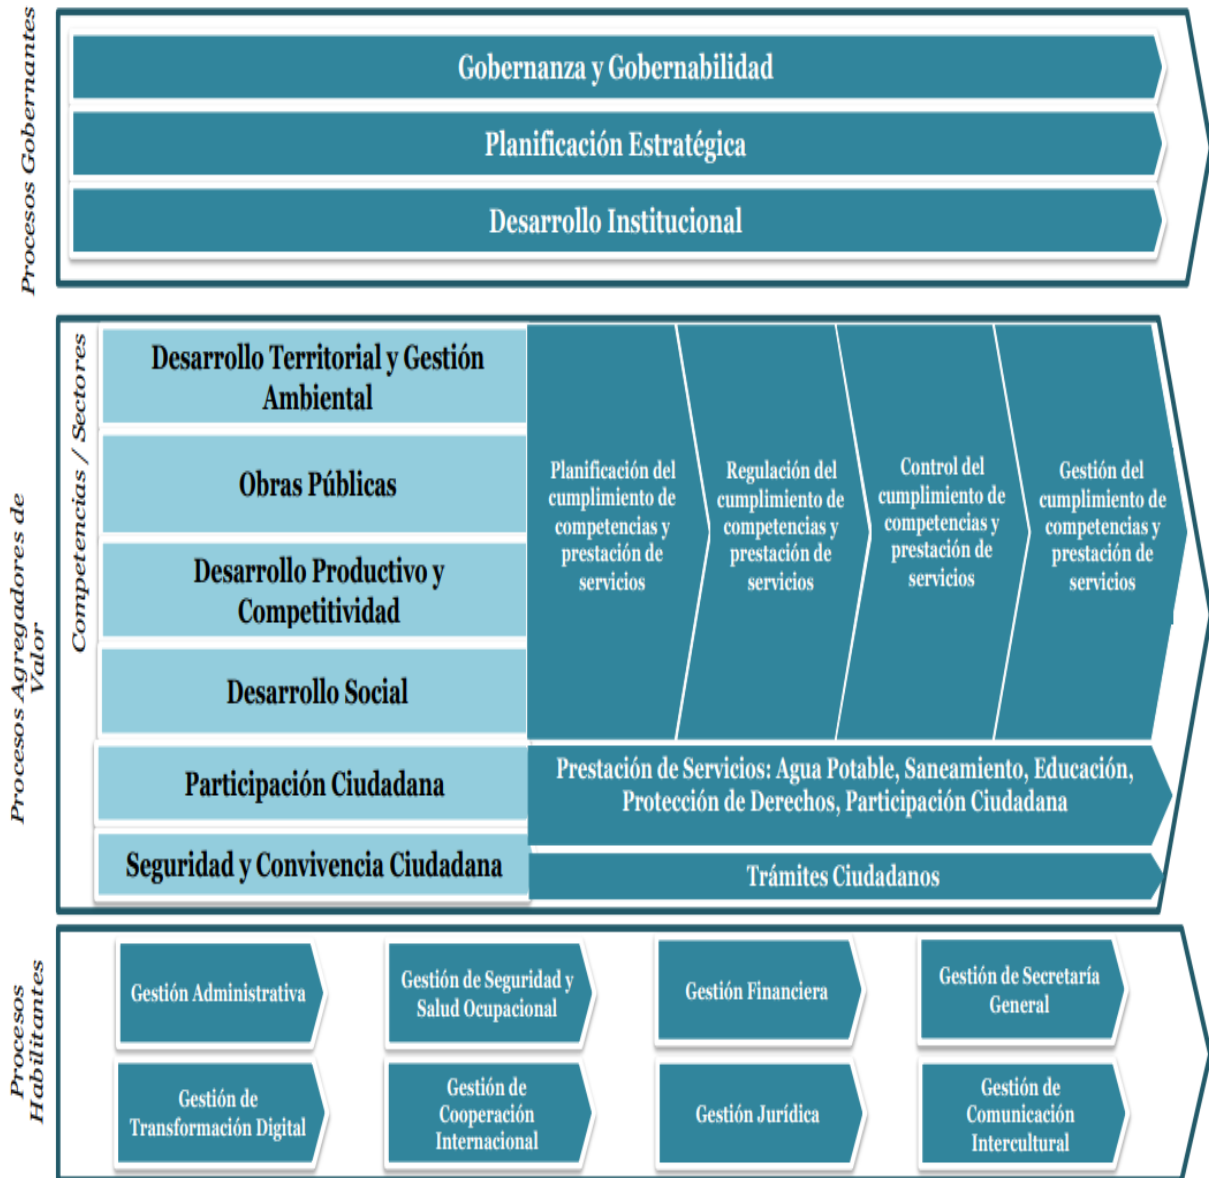 Procesos Gobernantes
Gobernanza y Gobernabilidad
Planificación Estratégica
Desarrollo Institucional
Procesos Agregadores de
Valor
Competencias / Sectores
Desarrollo Territorial y Gestión
Ambiental
Obras Públicas
Desarrollo Productivo y
Competitividad
Desarrollo Social
Participación Ciudadana
Seguridad y Convivencia Ciudadana
Planificación del
cumplimiento de
competencias y
prestación de
servicios
Regulación del
cumplimiento de
competencias y
prestación de
servicios
Control del
cumplimiento de
competencias y
prestación de
servicios
Gestión del
cumplimiento de
competencias y
prestación de
servicios
Prestación de Servicios: Agua Potable, Saneamiento, Educación,
Protección de Derechos, Participación Ciudadana
Trámites Ciudadanos
Procesos
Habilitantes
Gestión Administrativa
Gestión de Seguridad y
Salud Ocupacional
Gestión Financiera
Gestión de Secretaría
General
Gestión de
Transformación Digital
Gestión de
Cooperación
Internacional
Gestión Jurídica
Gestión de
Comunicación
Intercultural